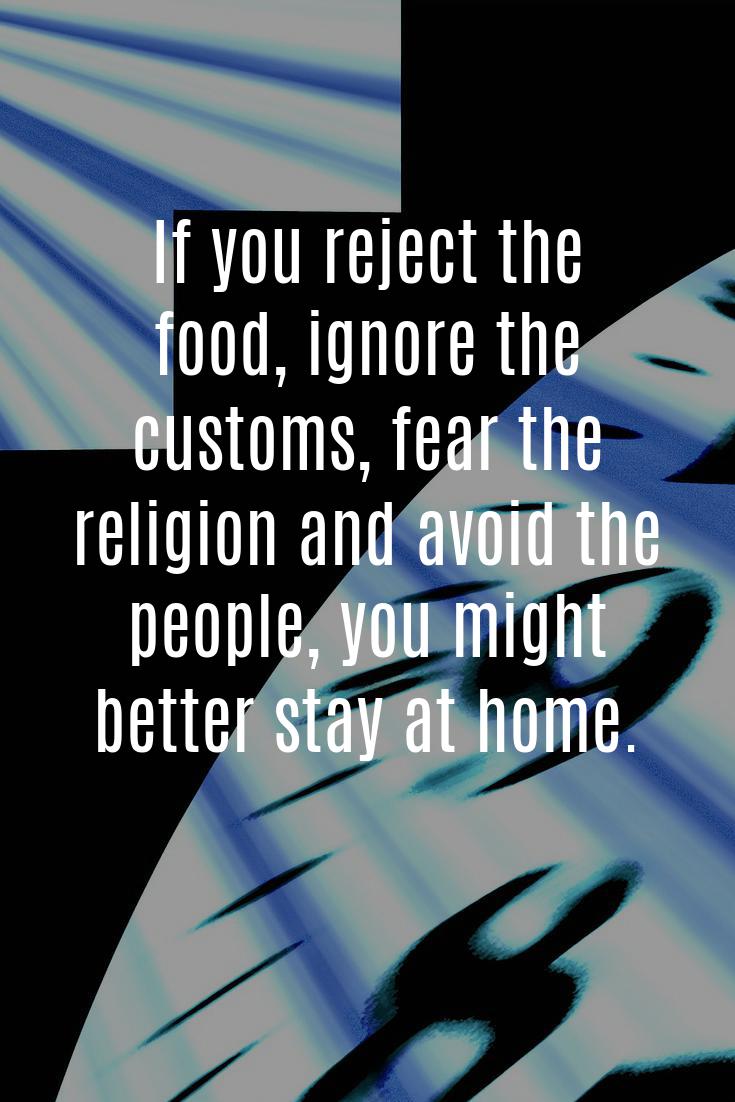 If you reject the
food, ignore the
customs, fear the
religion and avoid the
people, you might
better stay at home.